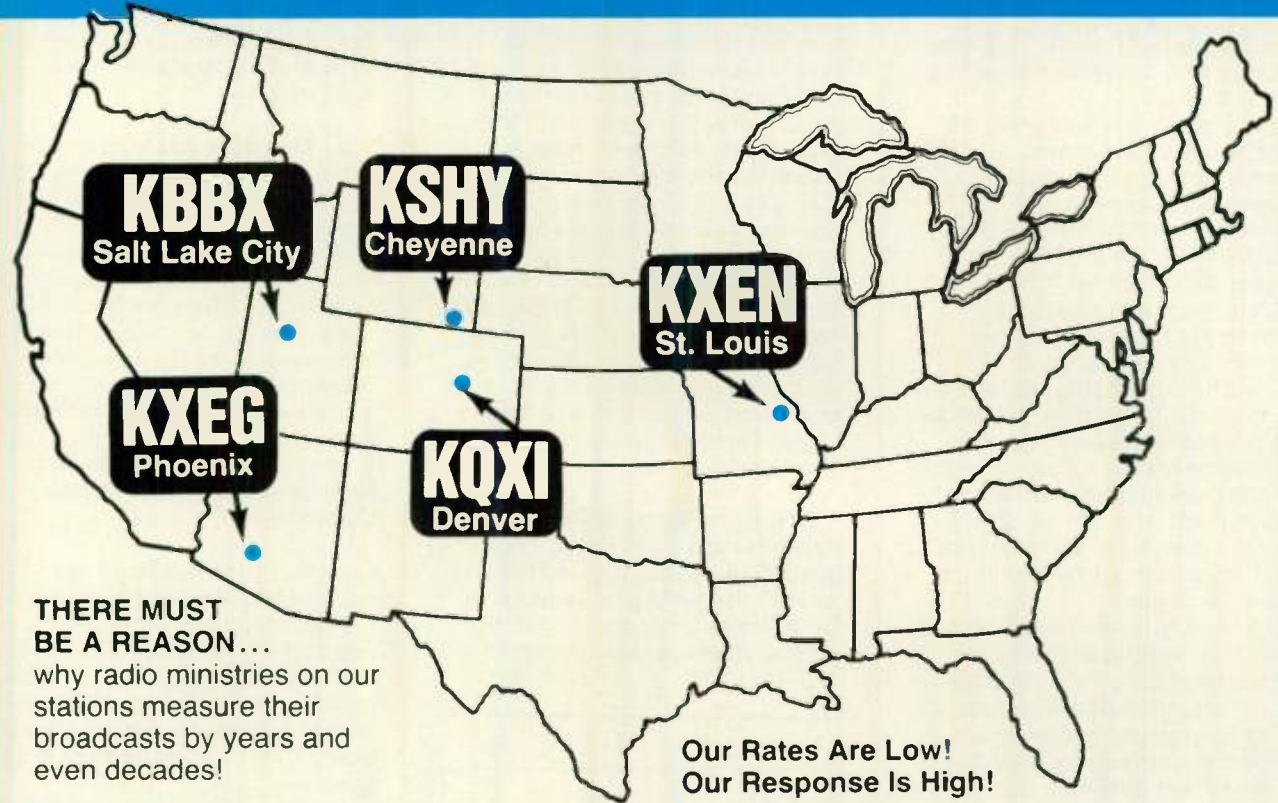 KBBX
Salt Lake City
KSHY
Cheyenne
KXEN
St. Louis
KXEG
Phoenix
KQXI
Denver
THERE MUST
BE A REASON...
why radio ministries on our
stations measure their
broadcasts by years and
even decades!
Our Rates Are Low!
Our Response Is High!